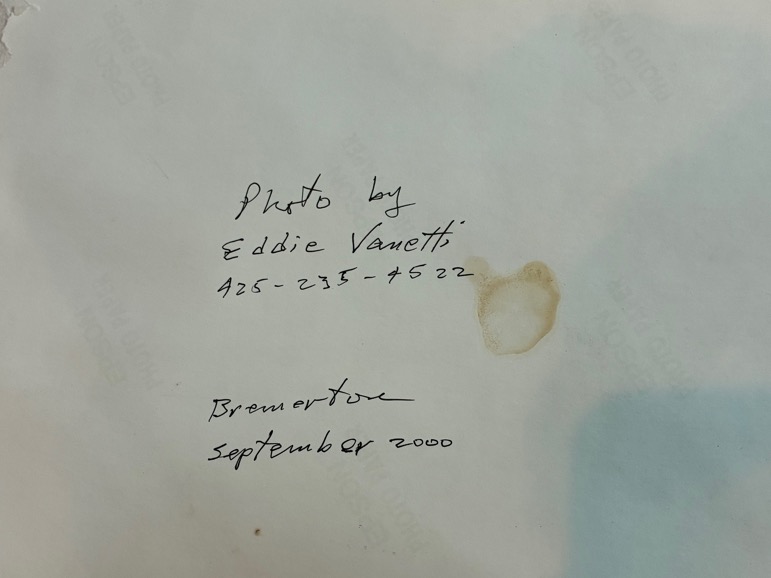 Photo by
Eddie Vanetti
425-235-4522
Bremerton
September 2000